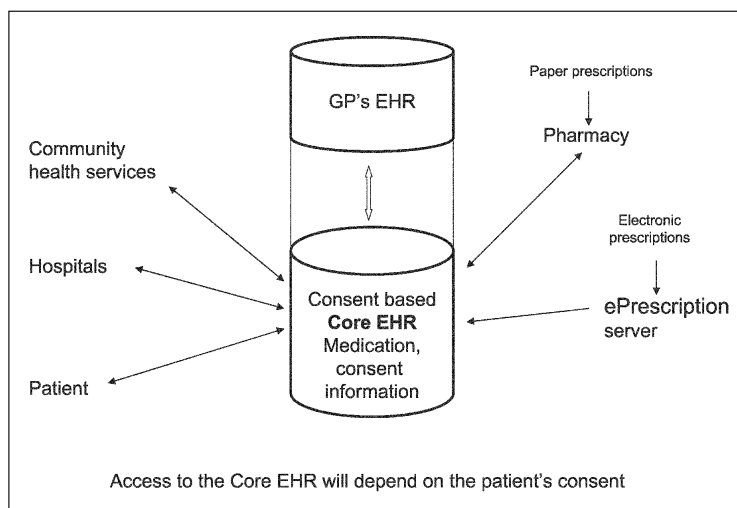 GP's EHR
Paper prescriptions
Pharmacy
Community
health services
Electronic
prescriptions
Hospitals
Consent based
Core EHR
Medication,
consent
information
ePrescription
server
Patient
Access to the Core EHR will depend on the patient's consent